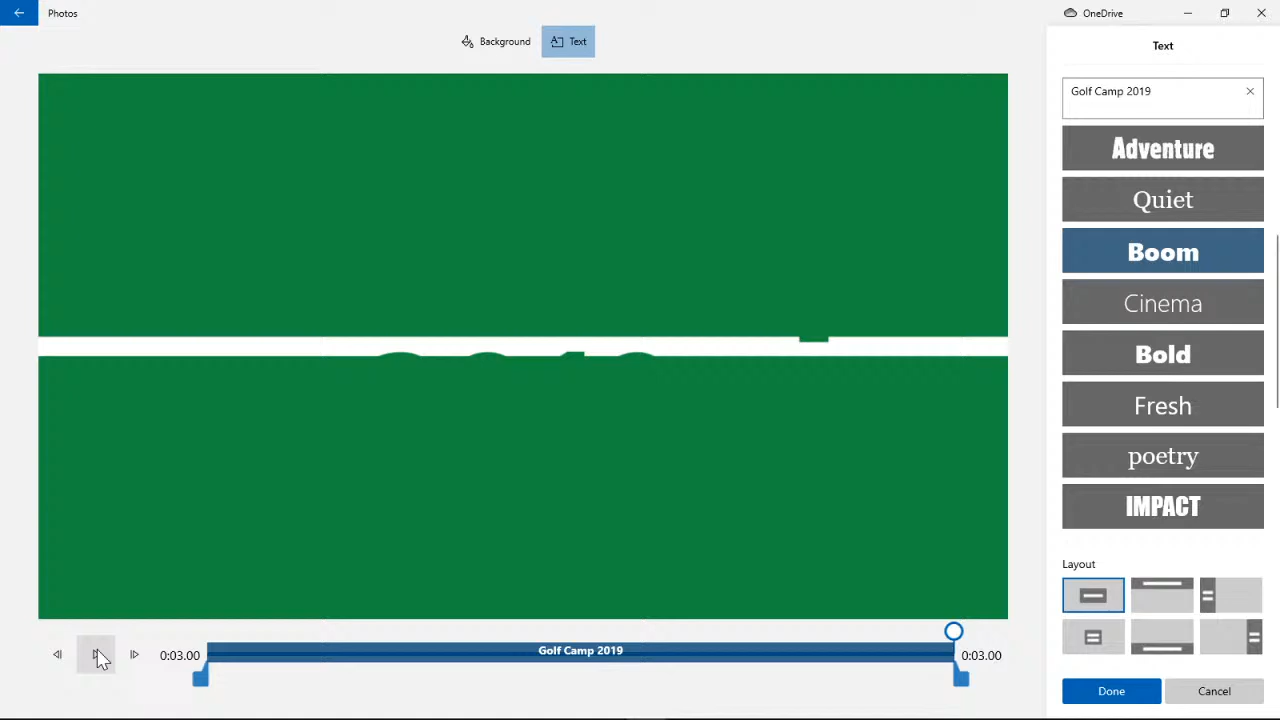 Photos
OneDrive
Background
Text
Text
Golf Camp 2019
Adventure
Quiet
Boom
Cinema
Bold
Fresh
poetry
IMPACT
Layout
0:03.00
Golf Camp 2019
0:03.00
Done
Cancel